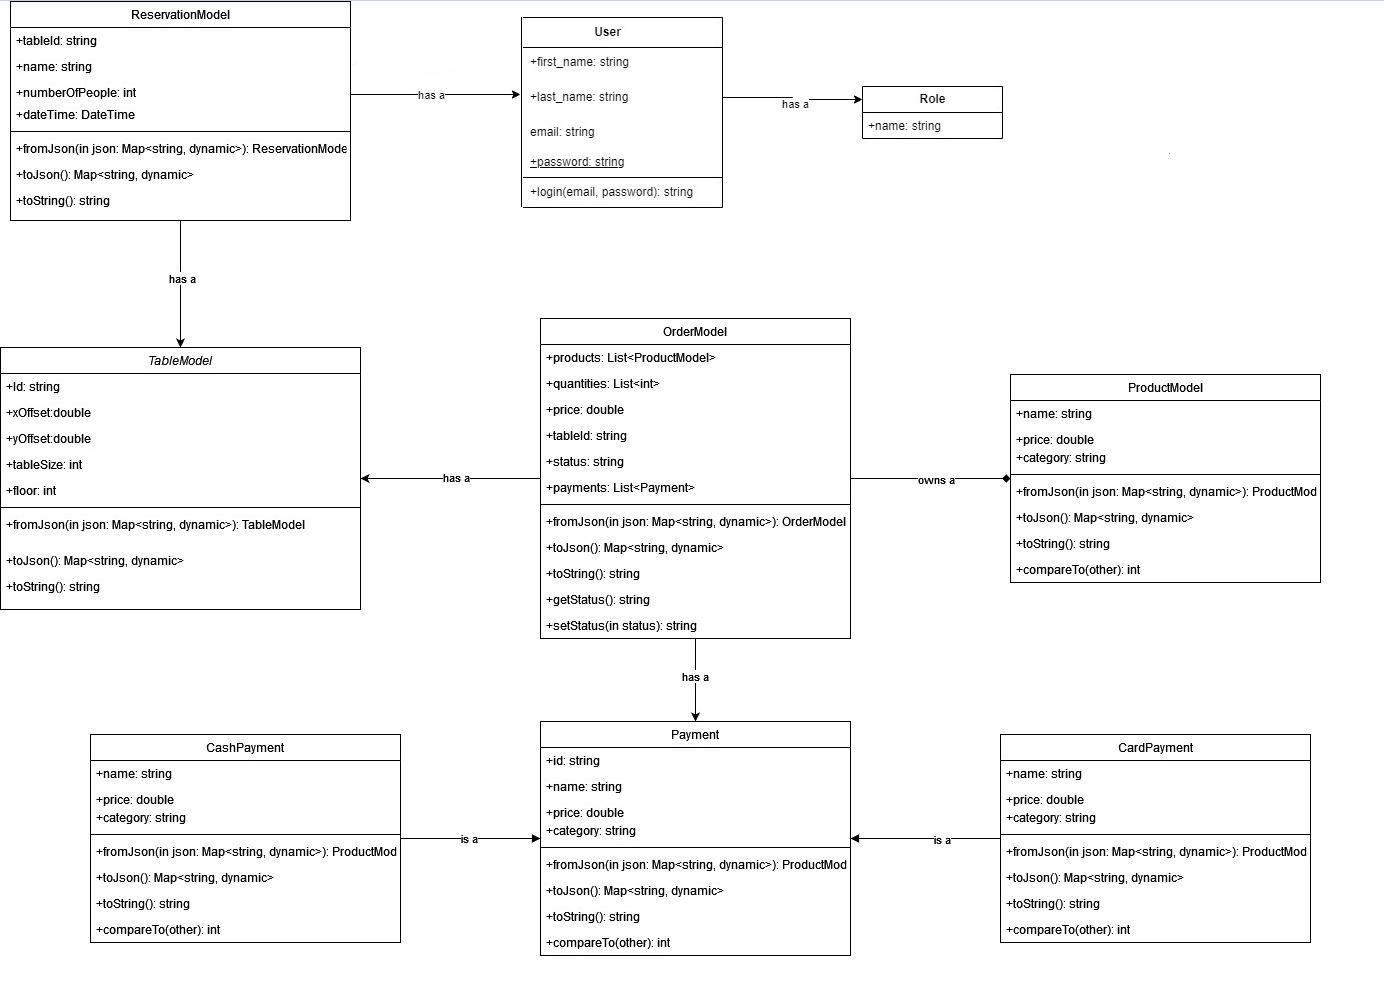 ReservationModel
+tableId: string
+name: string
+numberOfPeople: int
+dateTime: DateTime
+fromJson(in json: Map<string, dynamic>): ReservationMode
+toJson(): Map<string, dynamic>
+toString(): string
has a
User
+first_name: string
+last_name: string
email: string
+password: string
+login(email, password): string
has a
Role
+name: string
has a
TableModel
+Id: string
+xOffset:double
+yOffset:double
+tableSize: int
+floor: int
+fromJson(in json: Map<string, dynamic>): TableModel
+toJson(): Map<string, dynamic>
+toString(): string
has a
OrderModel
+products: List<ProductModel>
+quantities: List<int>
+price: double
+tableId: string
+status: string
+payments: List<Payment>
+fromJson(in json: Map<string, dynamic>): OrderModel
+toJson(): Map<string, dynamic>
+toString(): string
+getStatus(): string
+setStatus(in status): string
owns a
ProductModel
+name: string
+price: double
+category: string
+fromJson(in json: Map<string, dynamic>): ProductMod
+toJson(): Map<string, dynamic>
+toString(): string
+compareTo(other): int
has a
CashPayment
+name: string
+price: double
+category: string
+fromJson(in json: Map<string, dynamic>): ProductMod
+toJson(): Map<string, dynamic>
+toString(): string
+compareTo(other): int
is a
Payment
+id: string
+name: string
+price: double
+category: string
+fromJson(in json: Map<string, dynamic>): ProductMod
+toJson(): Map<string, dynamic>
+toString(): string
+compareTo(other): int
is a
CardPayment
+name: string
+price: double
+category: string
+fromJson(in json: Map<string, dynamic>): ProductMod
+toJson(): Map<string, dynamic>
+toString(): string
+compareTo(other): int